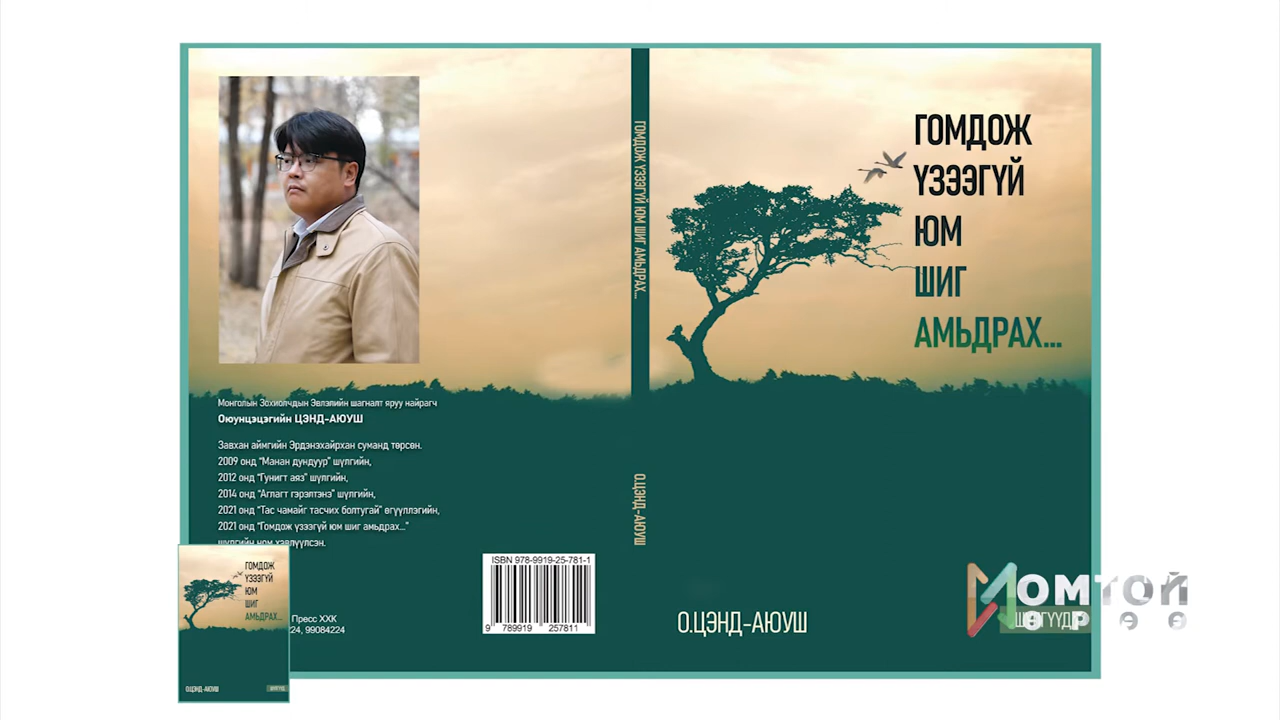 ГОМДОЖ
ҮЗЭЭГҮЙ
ЮМ
ШИГ
АМЬДРАХ...
О.ЦЭНД-АЮУШ
ГОМДОЖ ҮЗЭЭГҮЙ ЮМ ШИГ АМЬДРАХ...
О.ЦЭНД-АЮУШ
Монголын Зохиолчдын Эвлэлийн шагналт яруу найрагч
Оюунцэцэгийн ЦЭНД-АЮУШ
Завхан аймгийн Эрдэнэхайрхан суманд төрсөн.
2009 онд “Манан дундуур” шүлгийн,
2012 онд “Гунигт аяз” шүлгийн,
2014 онд “Аглагт гэрэлтэнэ” шүлгийн,
2021 онд “Тас чамайг тасчих болтугай” өгүүллэгийн,
2021 онд “Гомдож үзээгүй юм шиг амьдрах...”
шүлгийн ном хэвлүүлсэн.
Пресс ХХК
24, 99084224
ISBN 978-9919-25-781-1
9 789919 257811
ГОМДОЖ
ҮЗЭЭГҮЙ
ЮМ
ШИГ
АМЬДРАХ...
О.ЦЭНД-АЮУШ
ОМТОЙ
ӨРӨӨ